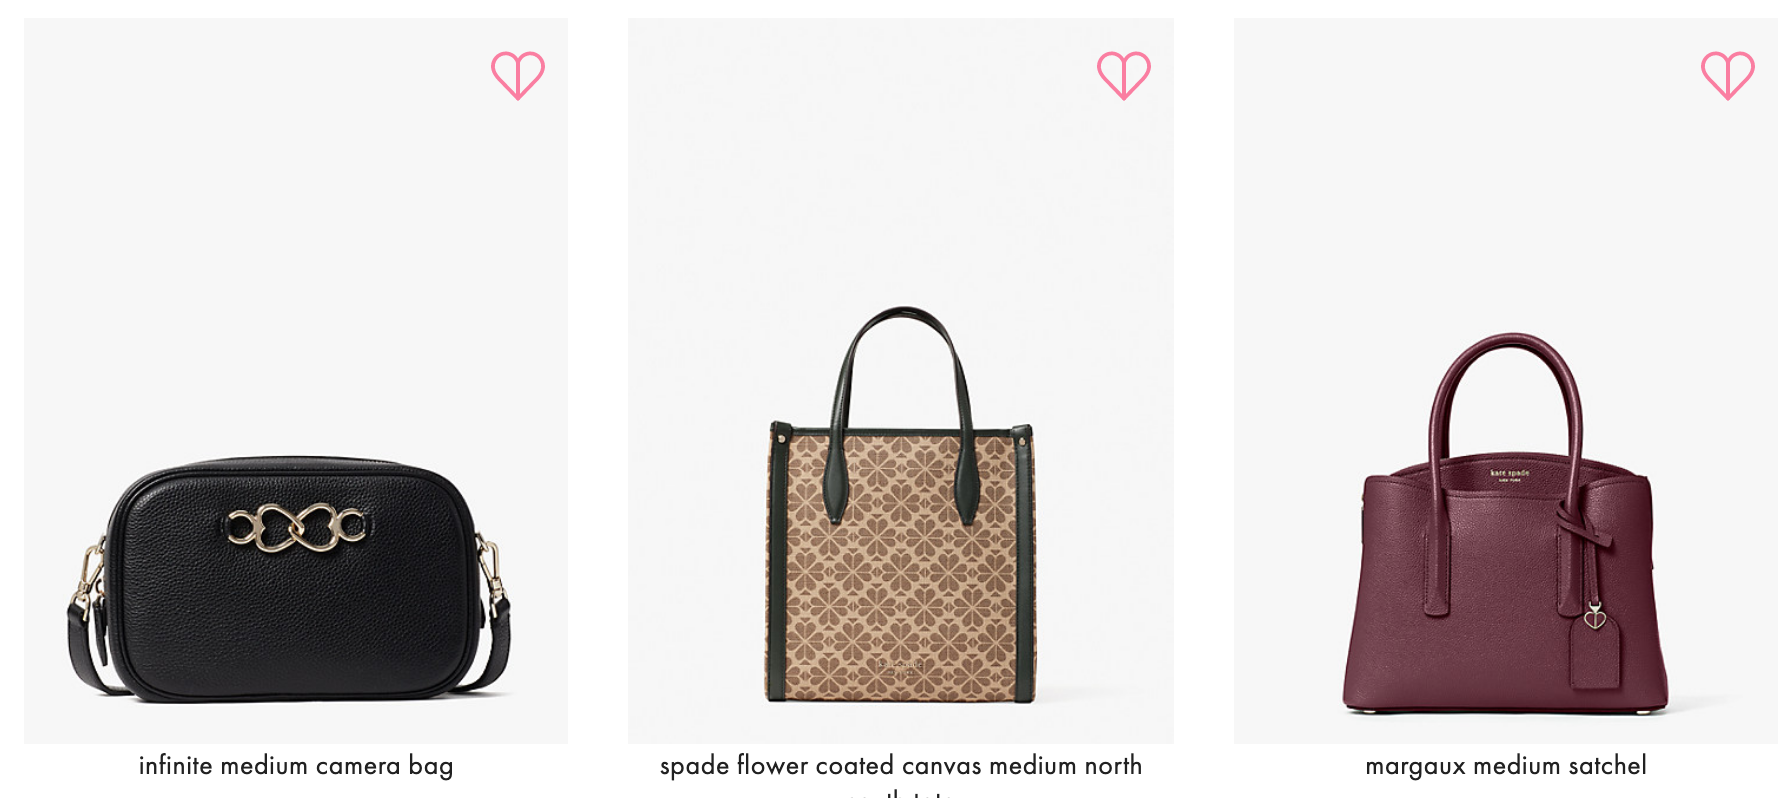 kate spade
NEW YORK
kate spade
infinite medium camera bag
spade flower coated canvas medium north
margaux medium satchel